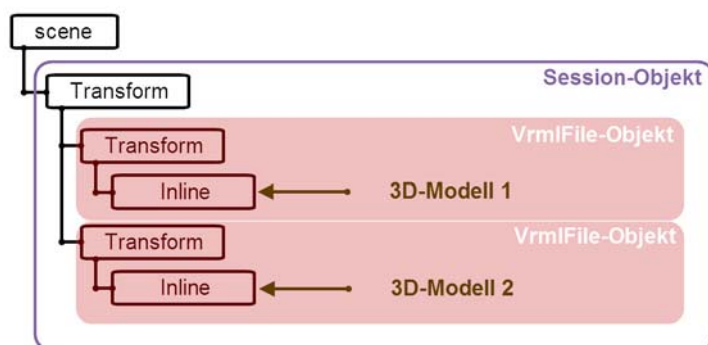 scene
Session-Objekt
Transform
VrmlFile-Objekt
Transform
Inline
3D-Modell 1
VrmlFile-Objekt
Transform
Inline
3D-Modell 2